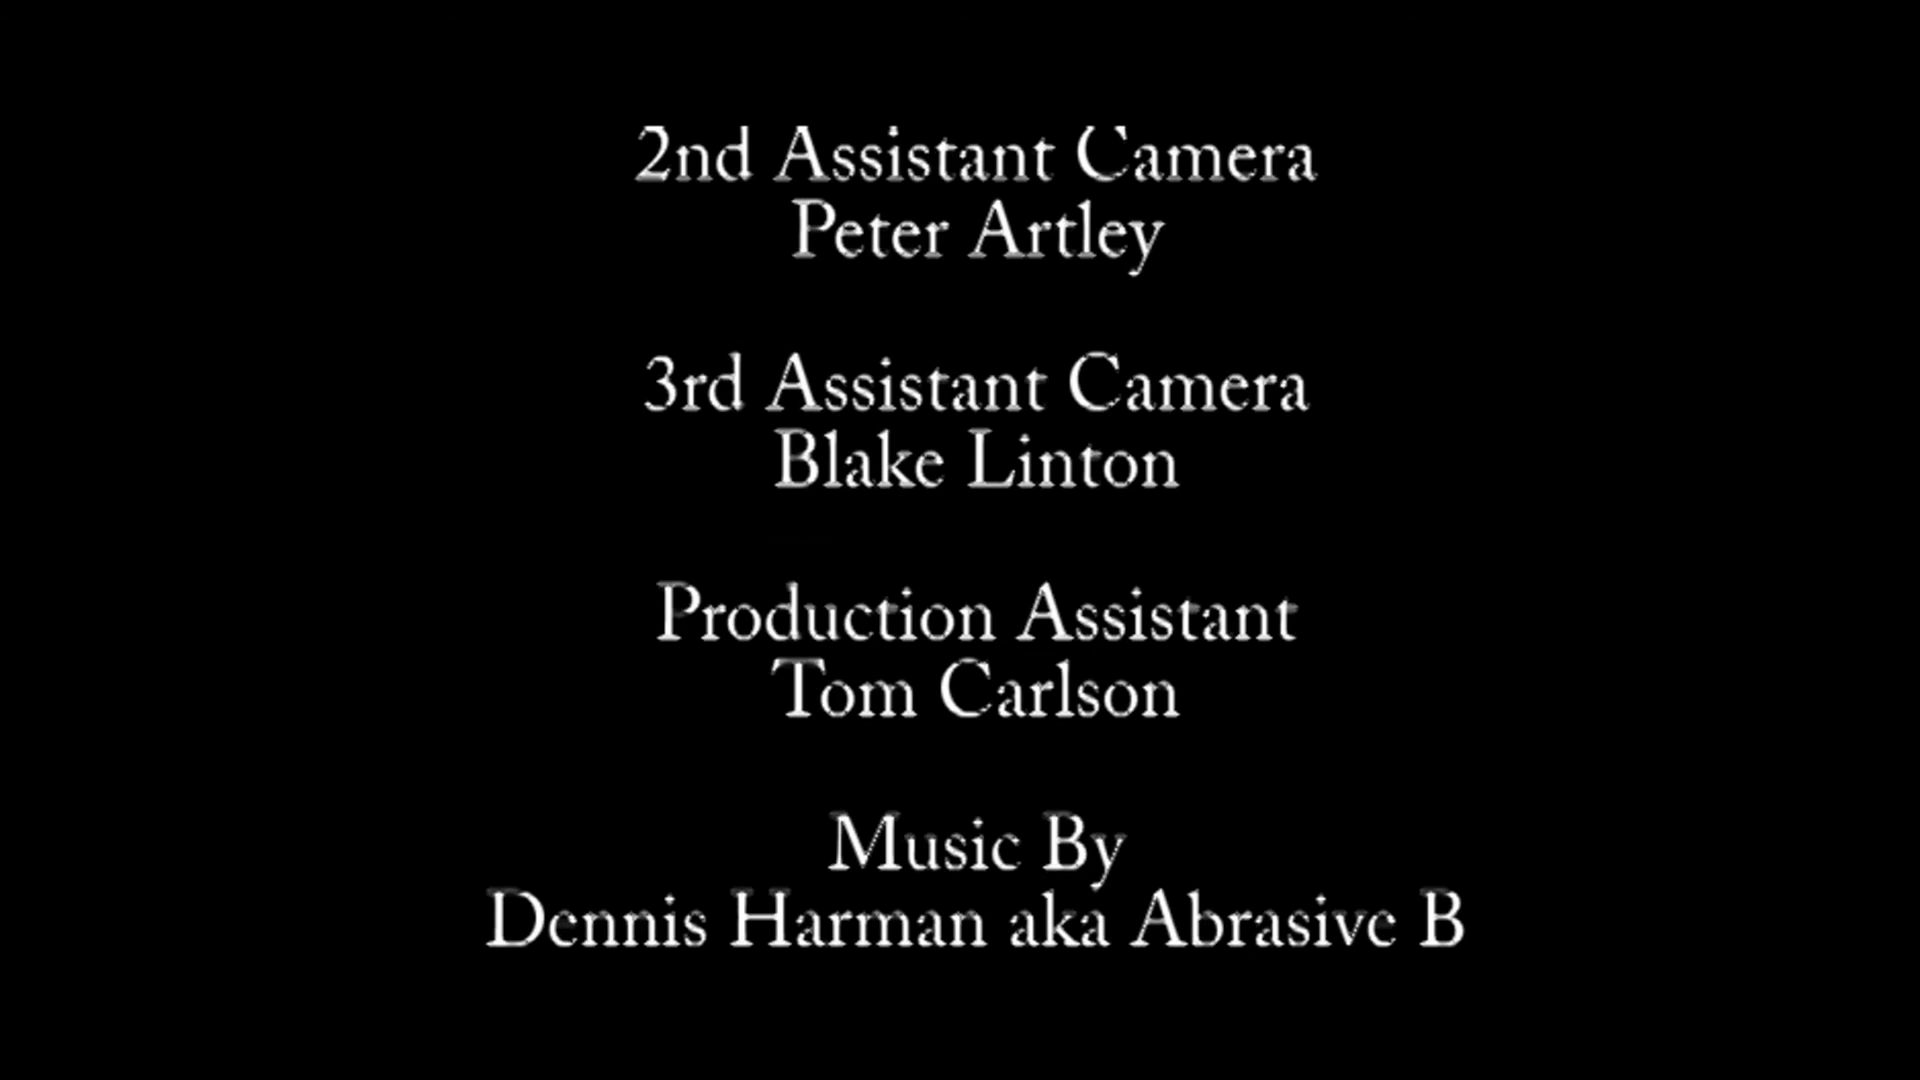 2nd Assistant Camera
Peter Artley
3rd Assistant Camera
Blake Linton
Production Assistant
Tom Carlson
Music By
Dennis Harman aka Abrasive B